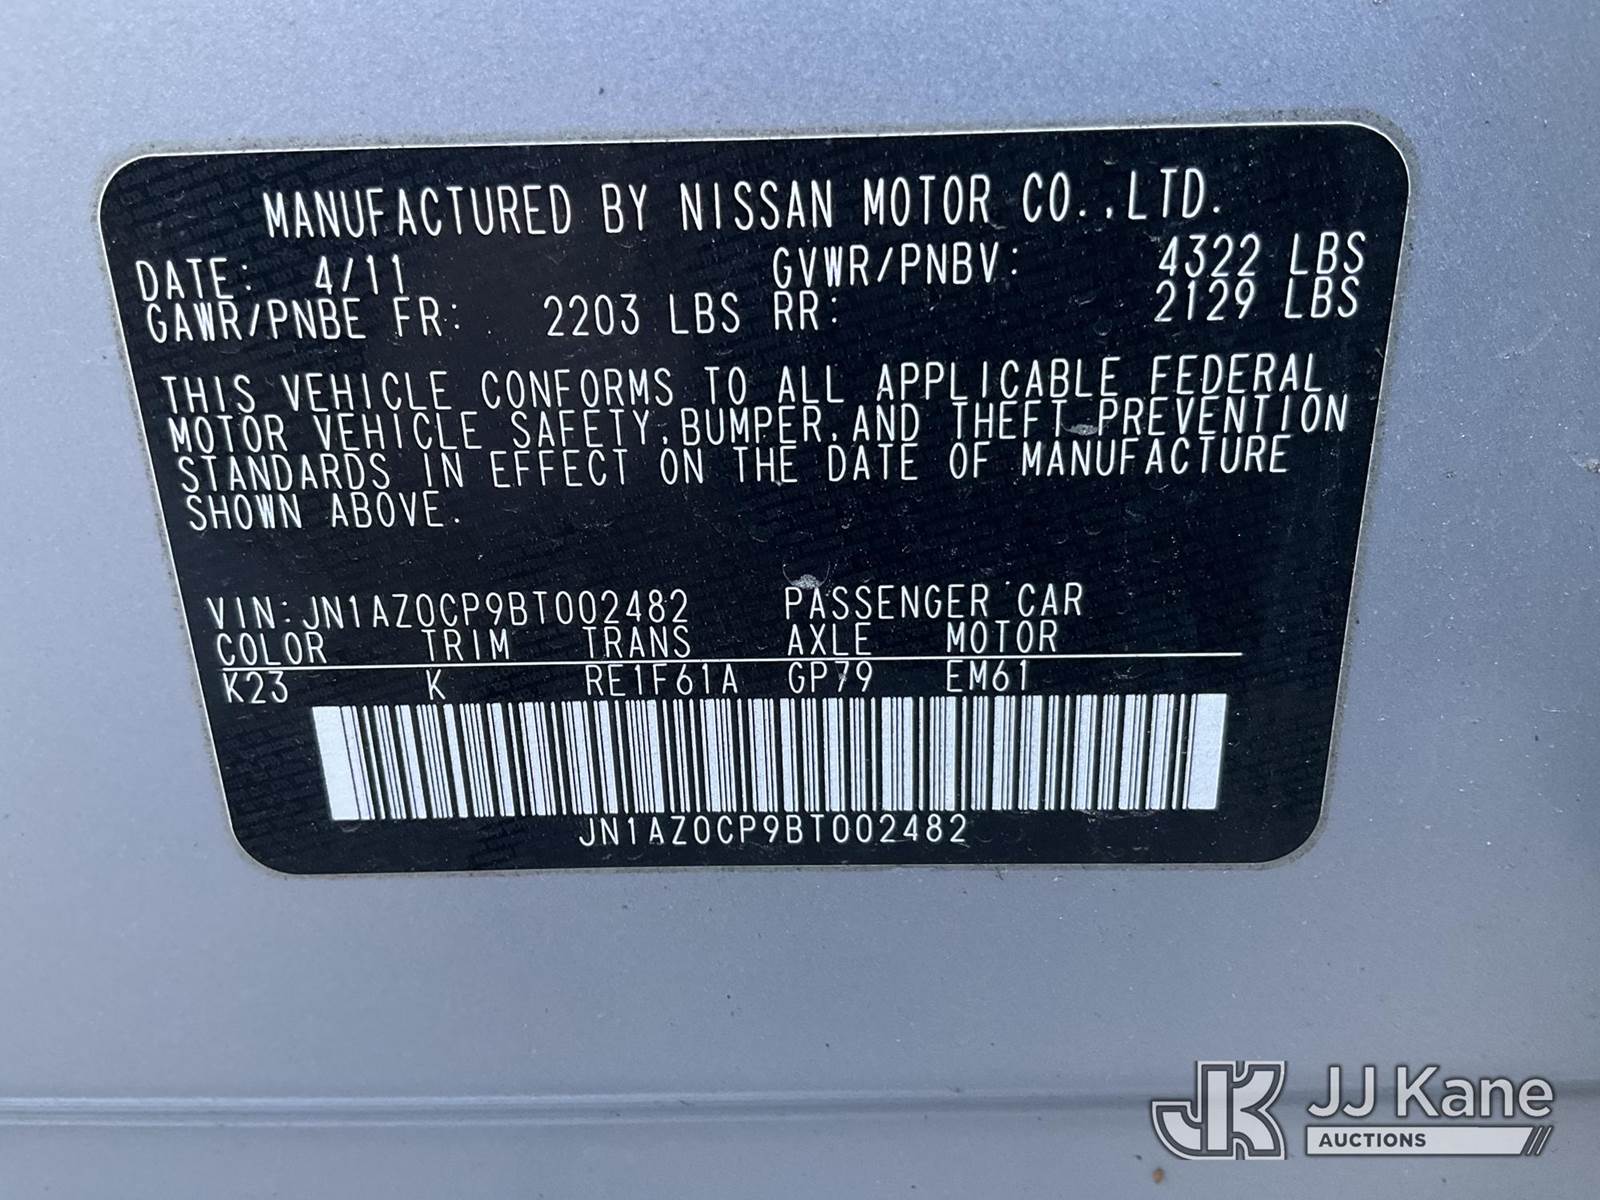 MANUFACTURED BY NISSAN MOTOR CO.,LTD.
DATE: 4/11 GVWR/PNBV: 4322 LBS
GAWR/PNBE FR: 2203 LBS RR: 2129 LBS
THIS VEHICLE CONFORMS TO ALL APPLICABLE FEDERAL
MOTOR VEHICLE SAFETY,BUMPER,AND THEFT PREVENTION
STANDARDS IN EFFECT ON THE DATE OF MANUFACTURE
SHOWN ABOVE.
VIN:JN1AZ0CP9BT002482 PASSENGER CAR
COLOR TRIM TRANS AXLE MOTOR
K23 K RE1F61A GP79 EM61
JN1AZ0CP9BT002482
JK JJ Kane
AUCTIONS